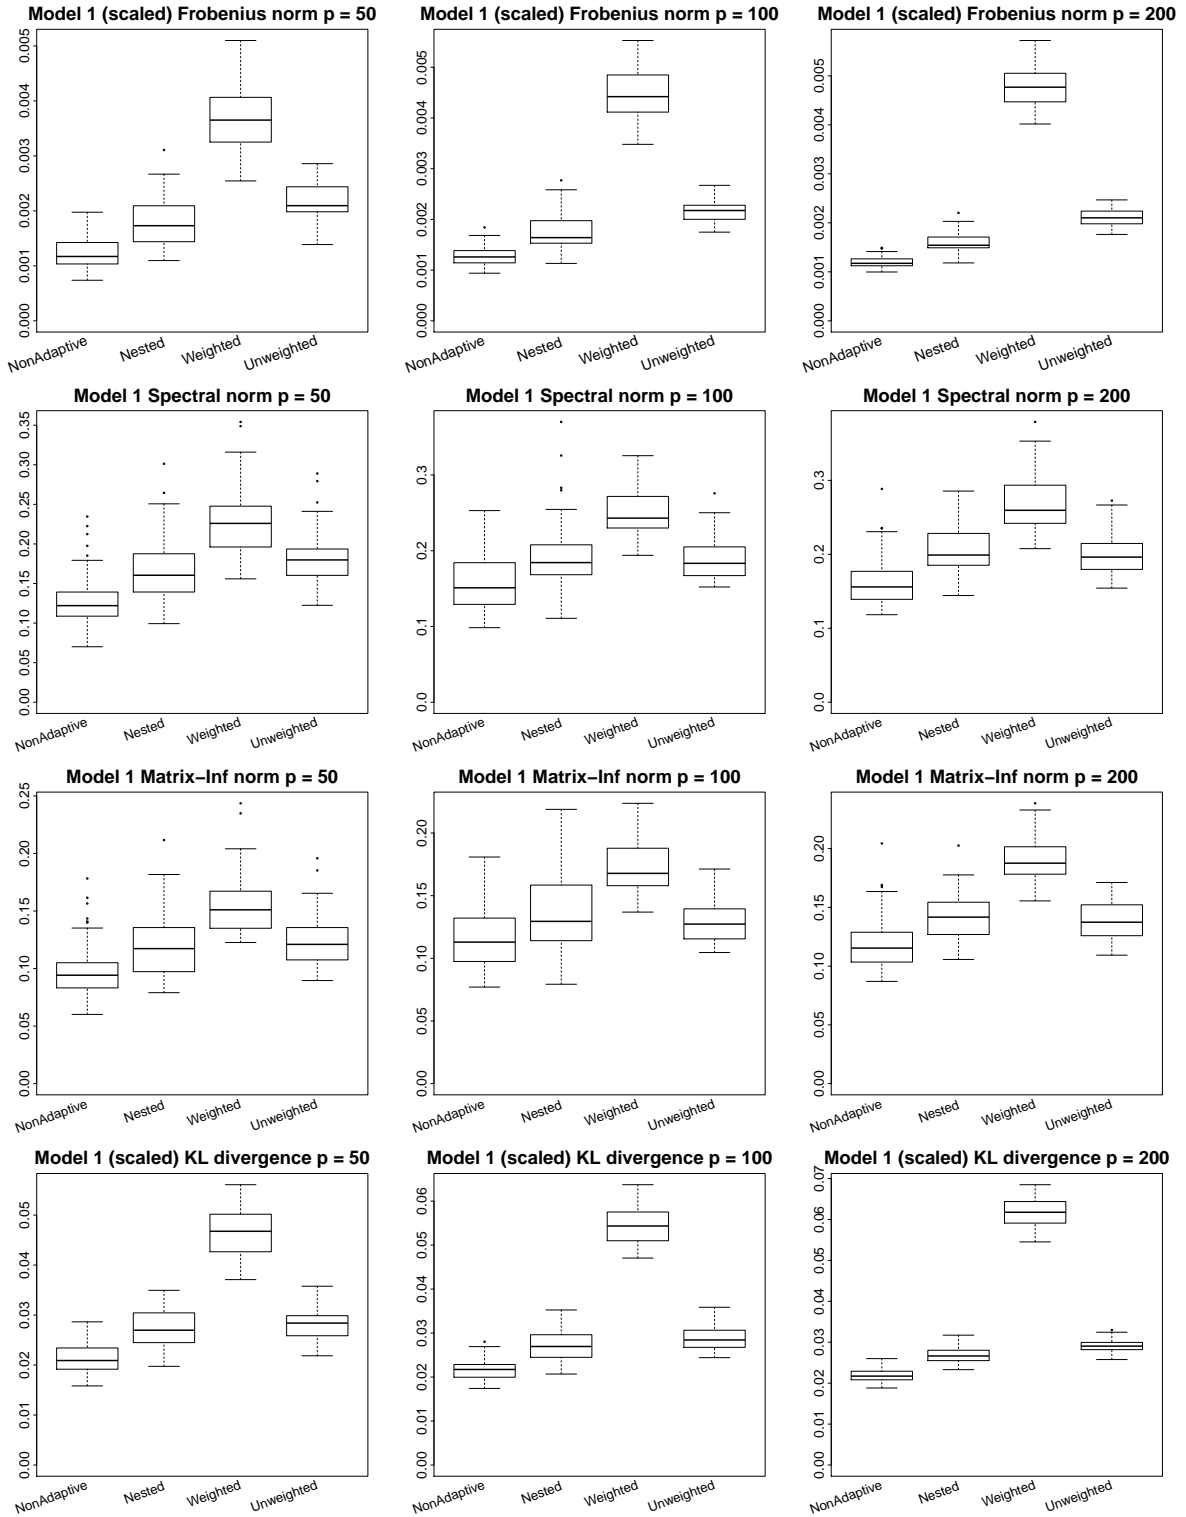 Model 1 (scaled) Frobenius norm p = 50
0.005
0.004
0.003
0.002
0.001
0.000
NonAdaptive
Nested
Weighted
Unweighted
Model 1 (scaled) Frobenius norm p = 100
0.005
0.004
0.003
0.002
0.001
0.000
NonAdaptive
Nested
Weighted
Unweighted
Model 1 (scaled) Frobenius norm p = 200
0.005
0.004
0.003
0.002
0.001
0.000
NonAdaptive
Nested
Weighted
Unweighted
Model 1 Spectral norm p = 50
0.35
0.30
0.25
0.20
0.15
0.10
0.05
0.00
NonAdaptive
Nested
Weighted
Unweighted
Model 1 Spectral norm p = 100
0.3
0.2
0.1
0.0
NonAdaptive
Nested
Weighted
Unweighted
Model 1 Spectral norm p = 200
0.3
0.2
0.1
0.0
NonAdaptive
Nested
Weighted
Unweighted
Model 1 Matrix−Inf norm p = 50
0.25
0.20
0.15
0.10
0.05
0.00
NonAdaptive
Nested
Weighted
Unweighted
Model 1 Matrix−Inf norm p = 100
0.20
0.15
0.10
0.05
0.00
NonAdaptive
Nested
Weighted
Unweighted
Model 1 Matrix−Inf norm p = 200
0.20
0.15
0.10
0.05
0.00
NonAdaptive
Nested
Weighted
Unweighted
Model 1 (scaled) KL divergence p = 50
0.05
0.04
0.03
0.02
0.01
0.00
NonAdaptive
Nested
Weighted
Unweighted
Model 1 (scaled) KL divergence p = 100
0.06
0.05
0.04
0.03
0.02
0.01
0.00
NonAdaptive
Nested
Weighted
Unweighted
Model 1 (scaled) KL divergence p = 200
0.07
0.06
0.05
0.04
0.03
0.02
0.01
0.00
NonAdaptive
Nested
Weighted
Unweighted